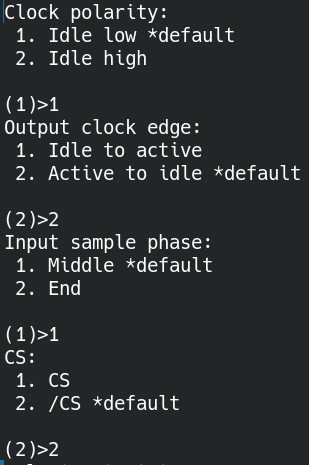 Clock polarity:
 1. Idle low *default
 2. Idle high

(1)>1
Output clock edge:
 1. Idle to active
 2. Active to idle *default

(2)>2
Input sample phase:
 1. Middle *default
 2. End

(1)>1
CS:
 1. CS
 2. /CS *default

(2)>2